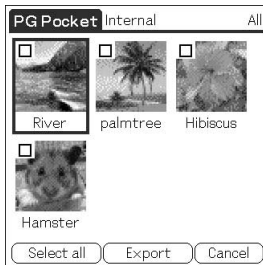 PG Pocket Internal All
River palmtree Hibiscus
Hamster
Select all Export Cancel